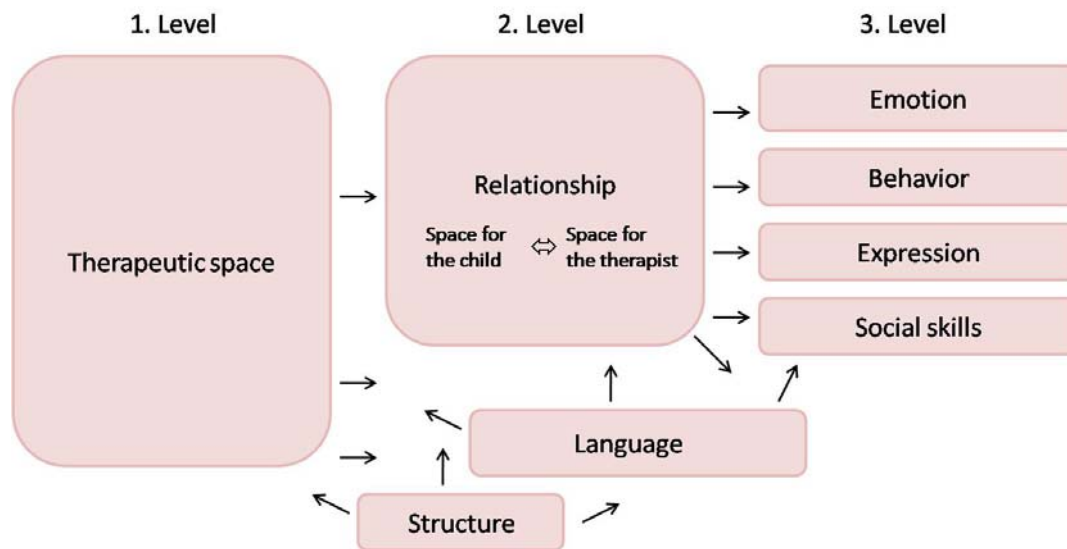 1. Level
2. Level
3. Level
Therapeutic space
Relationship
Space for
the child
Space for
the therapist
Emotion
Behavior
Expression
Social skills
Language
Structure